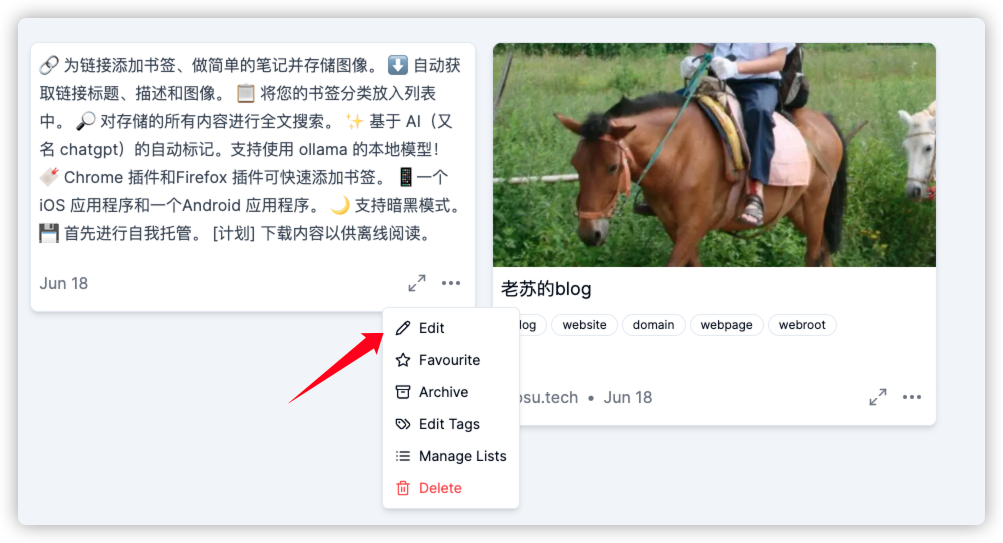 🔗 为链接添加书签、做简单的笔记并存储图像。 ⬇️ 自动获
取链接标题、描述和图像。 📋 将您的书签分类放入列表
中。 🔎 对存储的所有内容进行全文搜索。 ✨ 基于 AI（又
名 chatgpt）的自动标记。支持使用 ollama 的本地模型！
🔖 Chrome 插件和Firefox 插件可快速添加书签。 📱一个
iOS 应用程序和一个Android 应用程序。 🌙 支持暗黑模式。
💾 首先进行自我托管。 [计划] 下载内容以供离线阅读。
Jun 18
Edit
Favourite
Archive
Edit Tags
Manage Lists
Delete
老苏的blog
website
domain
webpage
webroot
osu.tech • Jun 18